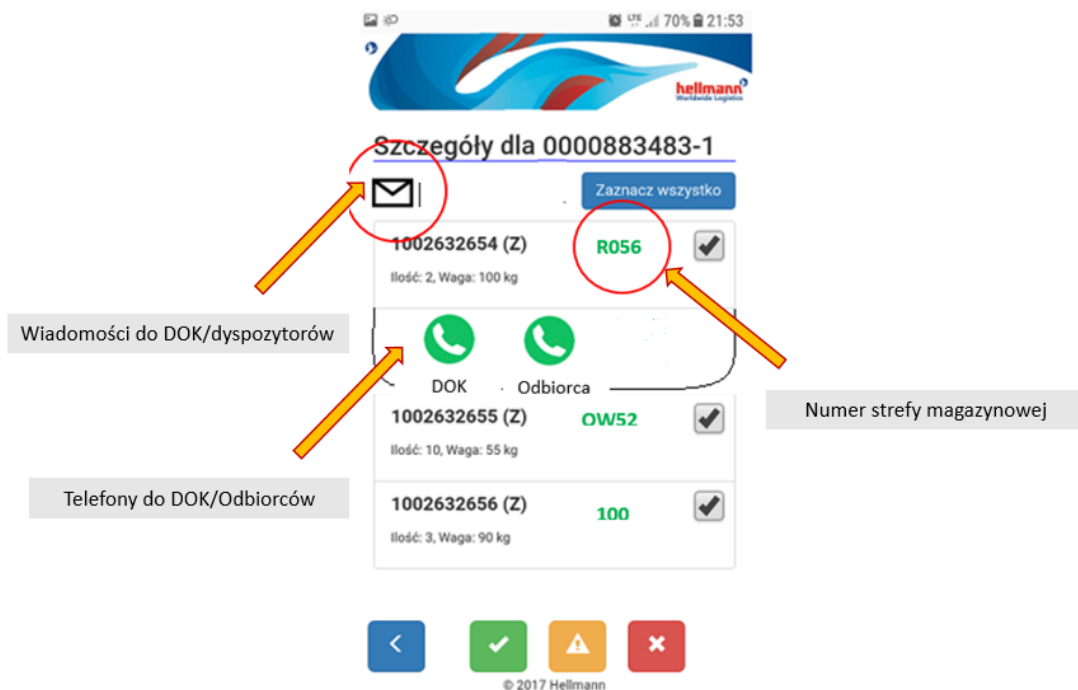 LTE 70% 21:53
hellmann
Worldwide Logistics
Szczegóły dla 0000883483-1
Zaznacz wszystko
1002632654 (Z) R056
Ilość: 2, Waga: 100 kg
Wiadomości do DOK/dyspozytorów
DOK Odbiorca
Numer strefy magazynowej
1002632655 (Z) OW52
Ilość: 10, Waga: 55 kg
Telefony do DOK/Odbiorców
1002632656 (Z) 100
Ilość: 3, Waga: 90 kg
© 2017 Hellmann